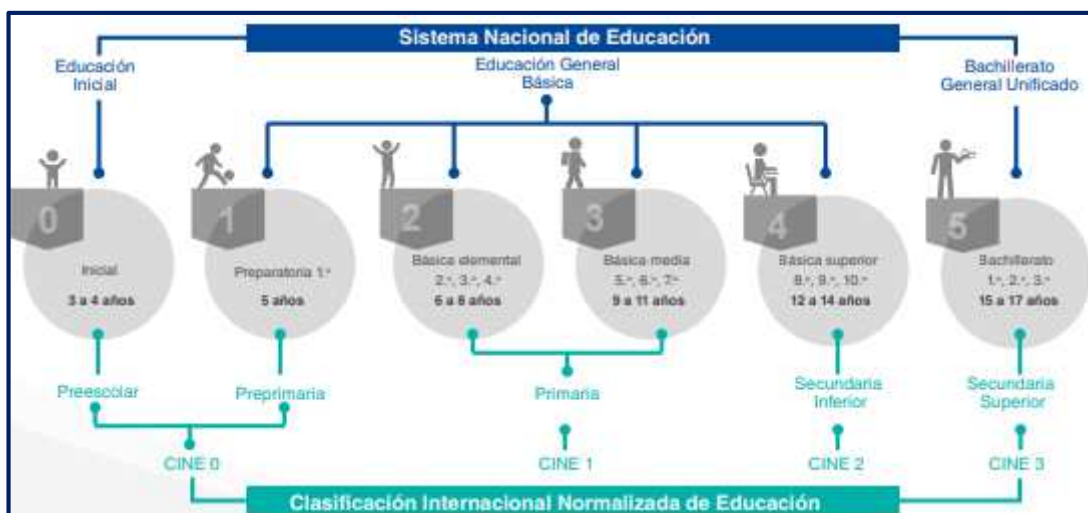 Sistema Nacional de Educación
Educación
Inicial
Educación General
Básica
Bachillerato
General Unificado
0
1
2
3
4
5
Inicial
3 a 4 años
Preparatoria 1.º
5 años
Básica elemental
2.º, 3.º, 4.º
6 a 8 años
Básica media
5.º, 6.º, 7.º
9 a 11 años
Básica superior
8.º, 9.º, 10.º
12 a 14 años
Bachillerato
1.º, 2.º, 3.º
15 a 17 años
Preescolar
Preprimaria
Primaria
Secundaria
Inferior
Secundaria
Superior
CINE 0
CINE 1
CINE 2
CINE 3
Clasificación Internacional Normalizada de Educación